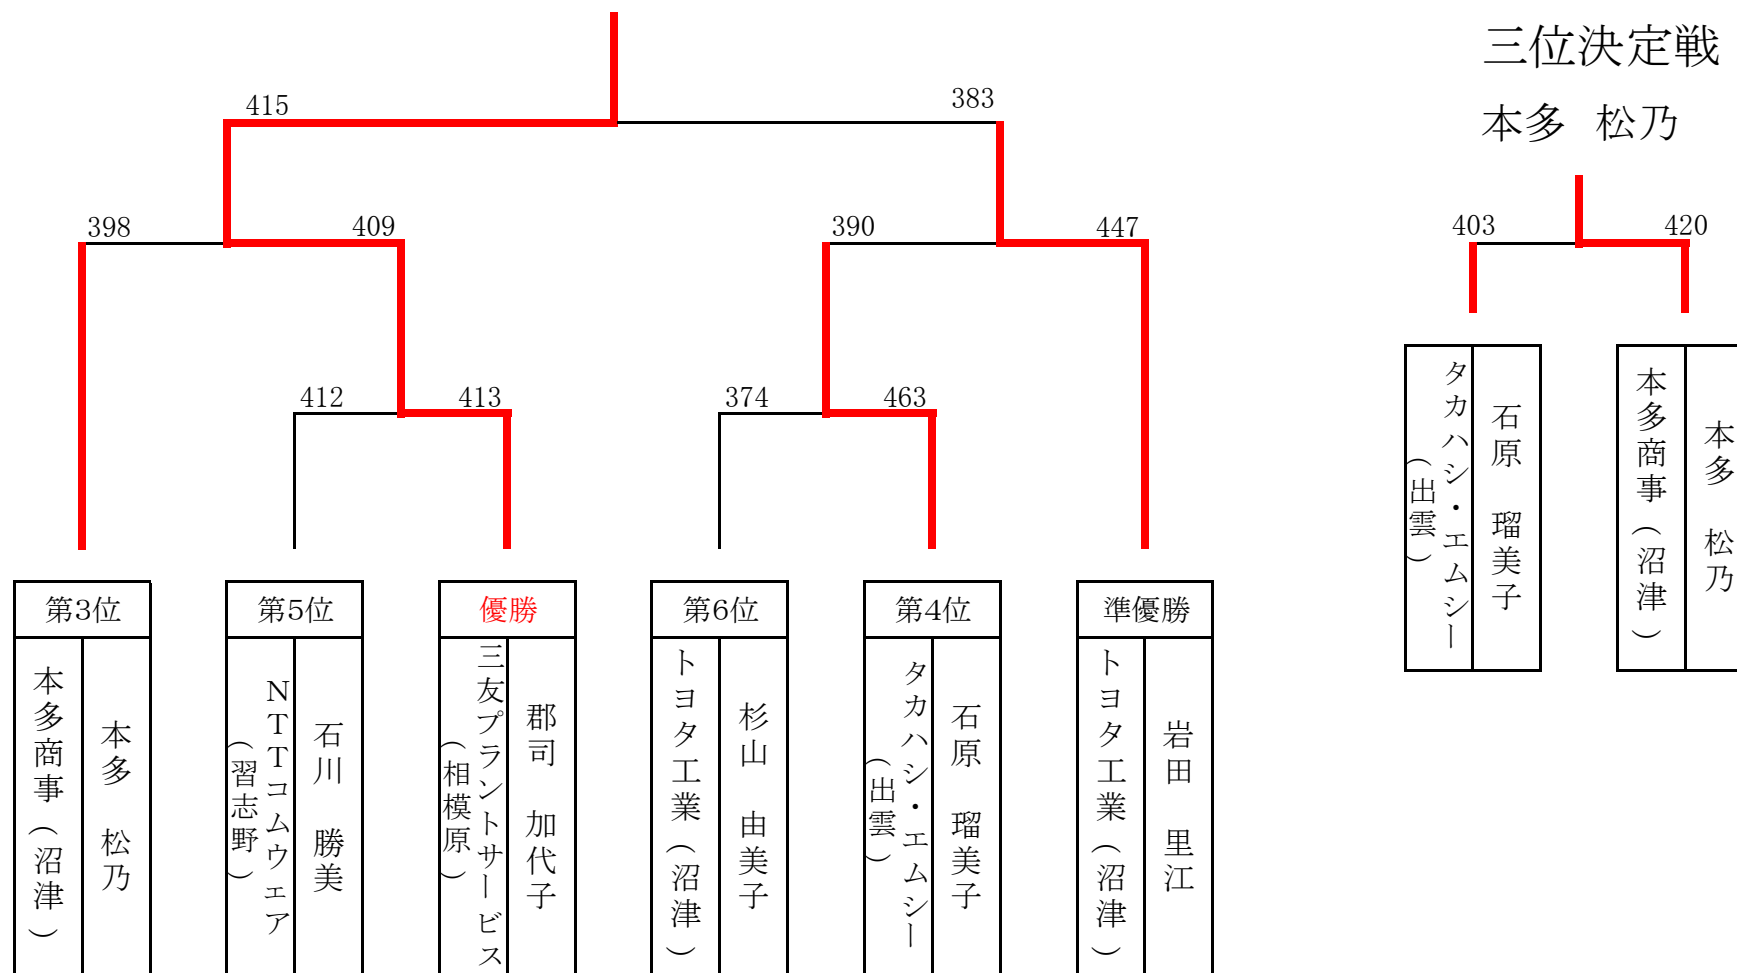 三位決定戦
本多 松乃
415
383
398
409
390
447
403
420
412
413
374
463
タカハシ・エムシー
（出雲）
石原 瑠美子
本多商事（沼津）
本多 松乃
第3位
本多商事（沼津）
本多 松乃
第5位
NTTコムウェア
（習志野）
石川 勝美
優勝
三友プラントサービス
（相模原）
郡司 加代子
第6位
トヨタ工業（沼津）
杉山 由美子
第4位
タカハシ・エムシー
（出雲）
石原 瑠美子
準優勝
トヨタ工業（沼津）
岩田 里江